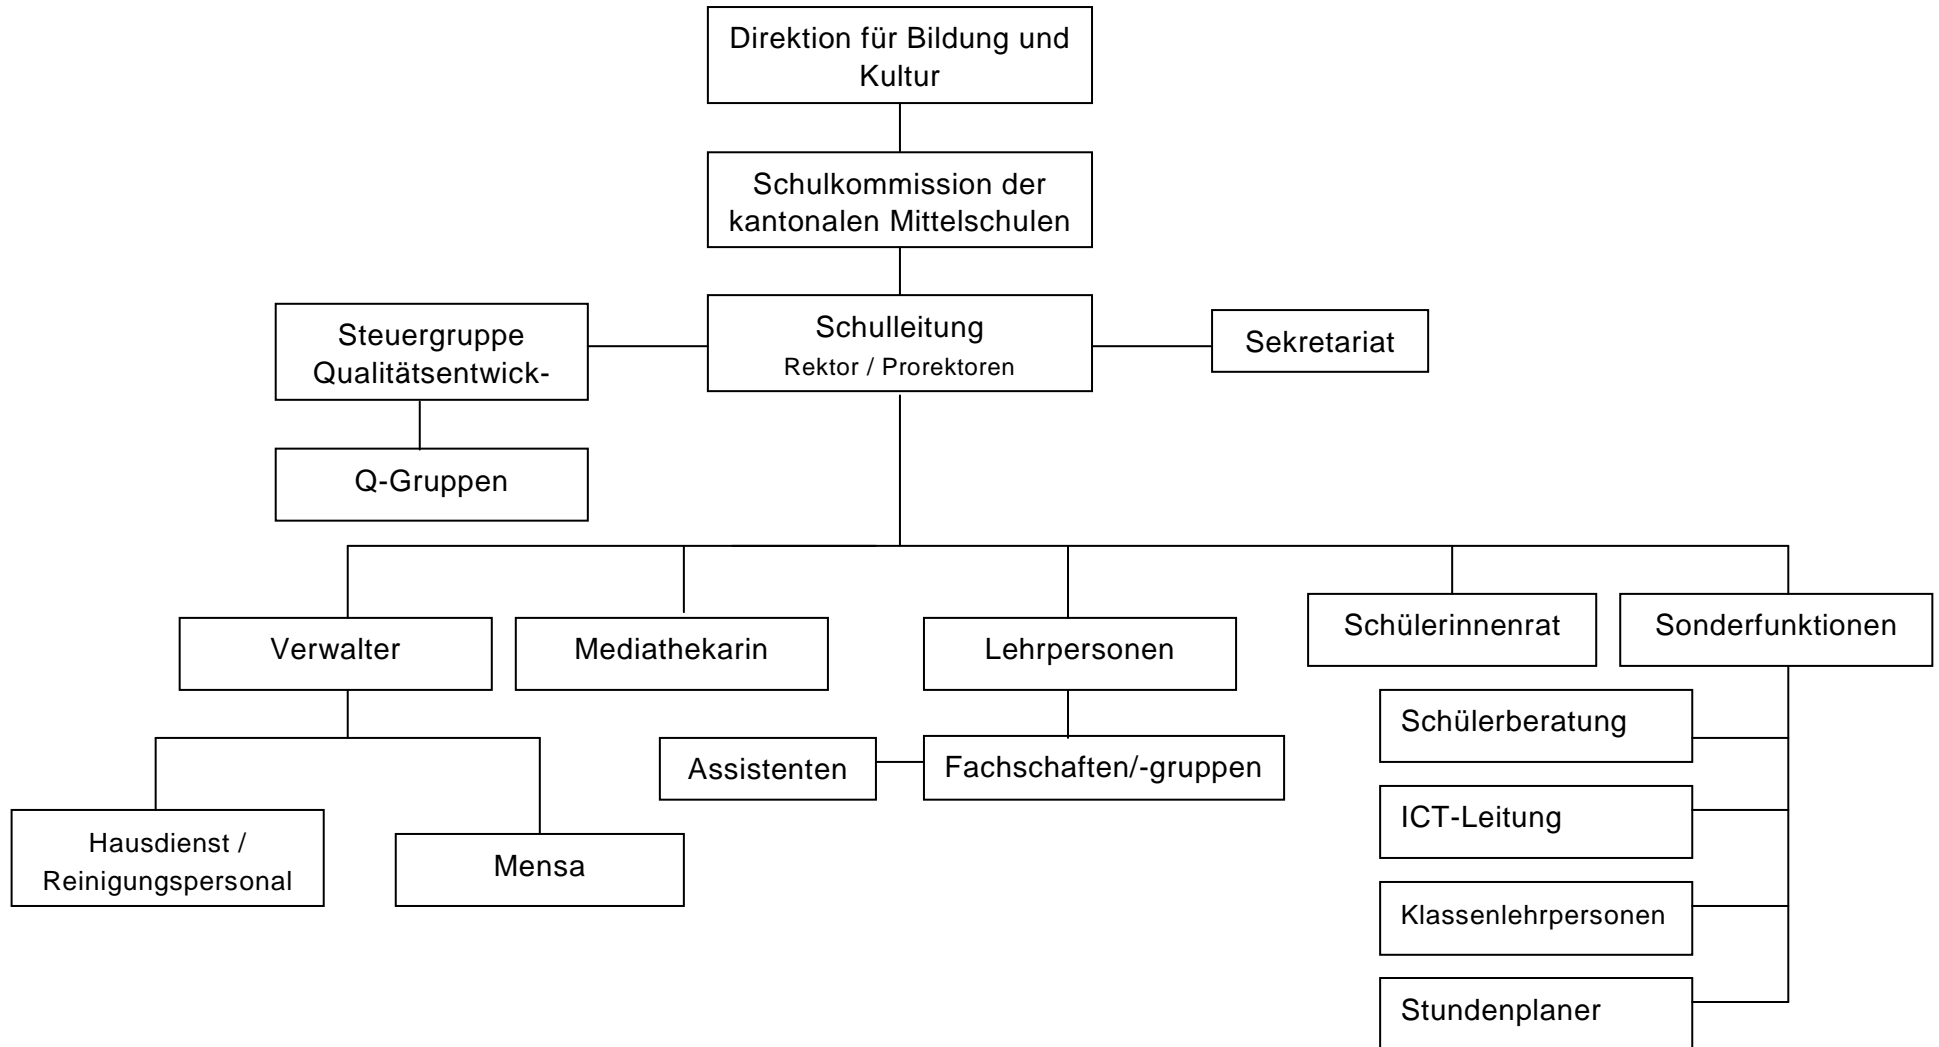 Direktion für Bildung und
Kultur
Schulkommission der
kantonalen Mittelschulen
Steuergruppe
Qualitätsentwick-
Schulleitung
Rektor / Prorektoren
Sekretariat
Q-Gruppen
Verwalter
Mediathekarin
Lehrpersonen
Schülerinnenrat
Sonderfunktionen
Assistenten
Fachschaften/-gruppen
Schülerberatung
Hausdienst /
Reinigungspersonal
Mensa
ICT-Leitung
Klassenlehrpersonen
Stundenplaner